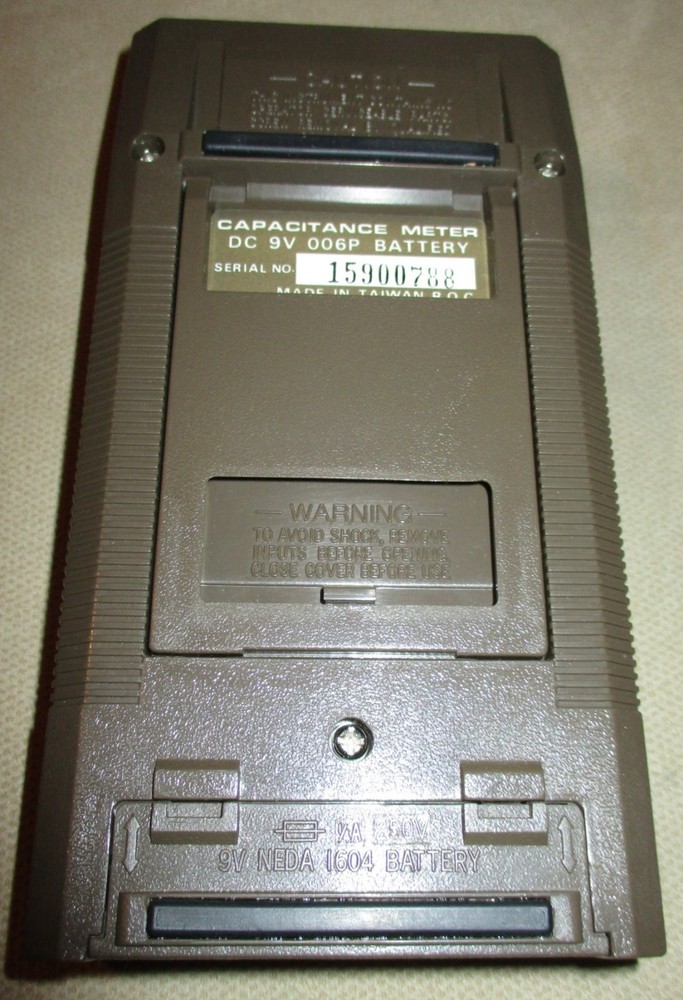 — CAUTION —
CAPACITANCE METER
DC 9V 006P BATTERY
SERIAL NO. 15900788
MADE IN TAIWAN R.O.C
— WARNING —
TO AVOID SHOCK, REMOVE
INPUTS BEFORE OPENING,
CLOSE COVER BEFORE USE
9V NEDA 1604 BATTERY